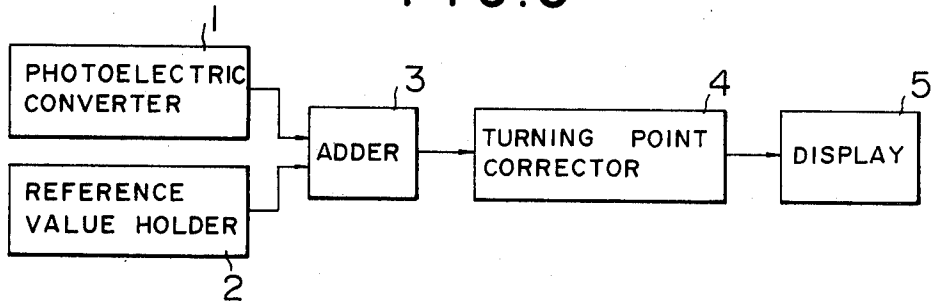 1
PHOTOELECTRIC
CONVERTER
3
ADDER
4
TURNING POINT
CORRECTOR
5
DISPLAY
REFERENCE
VALUE HOLDER
2